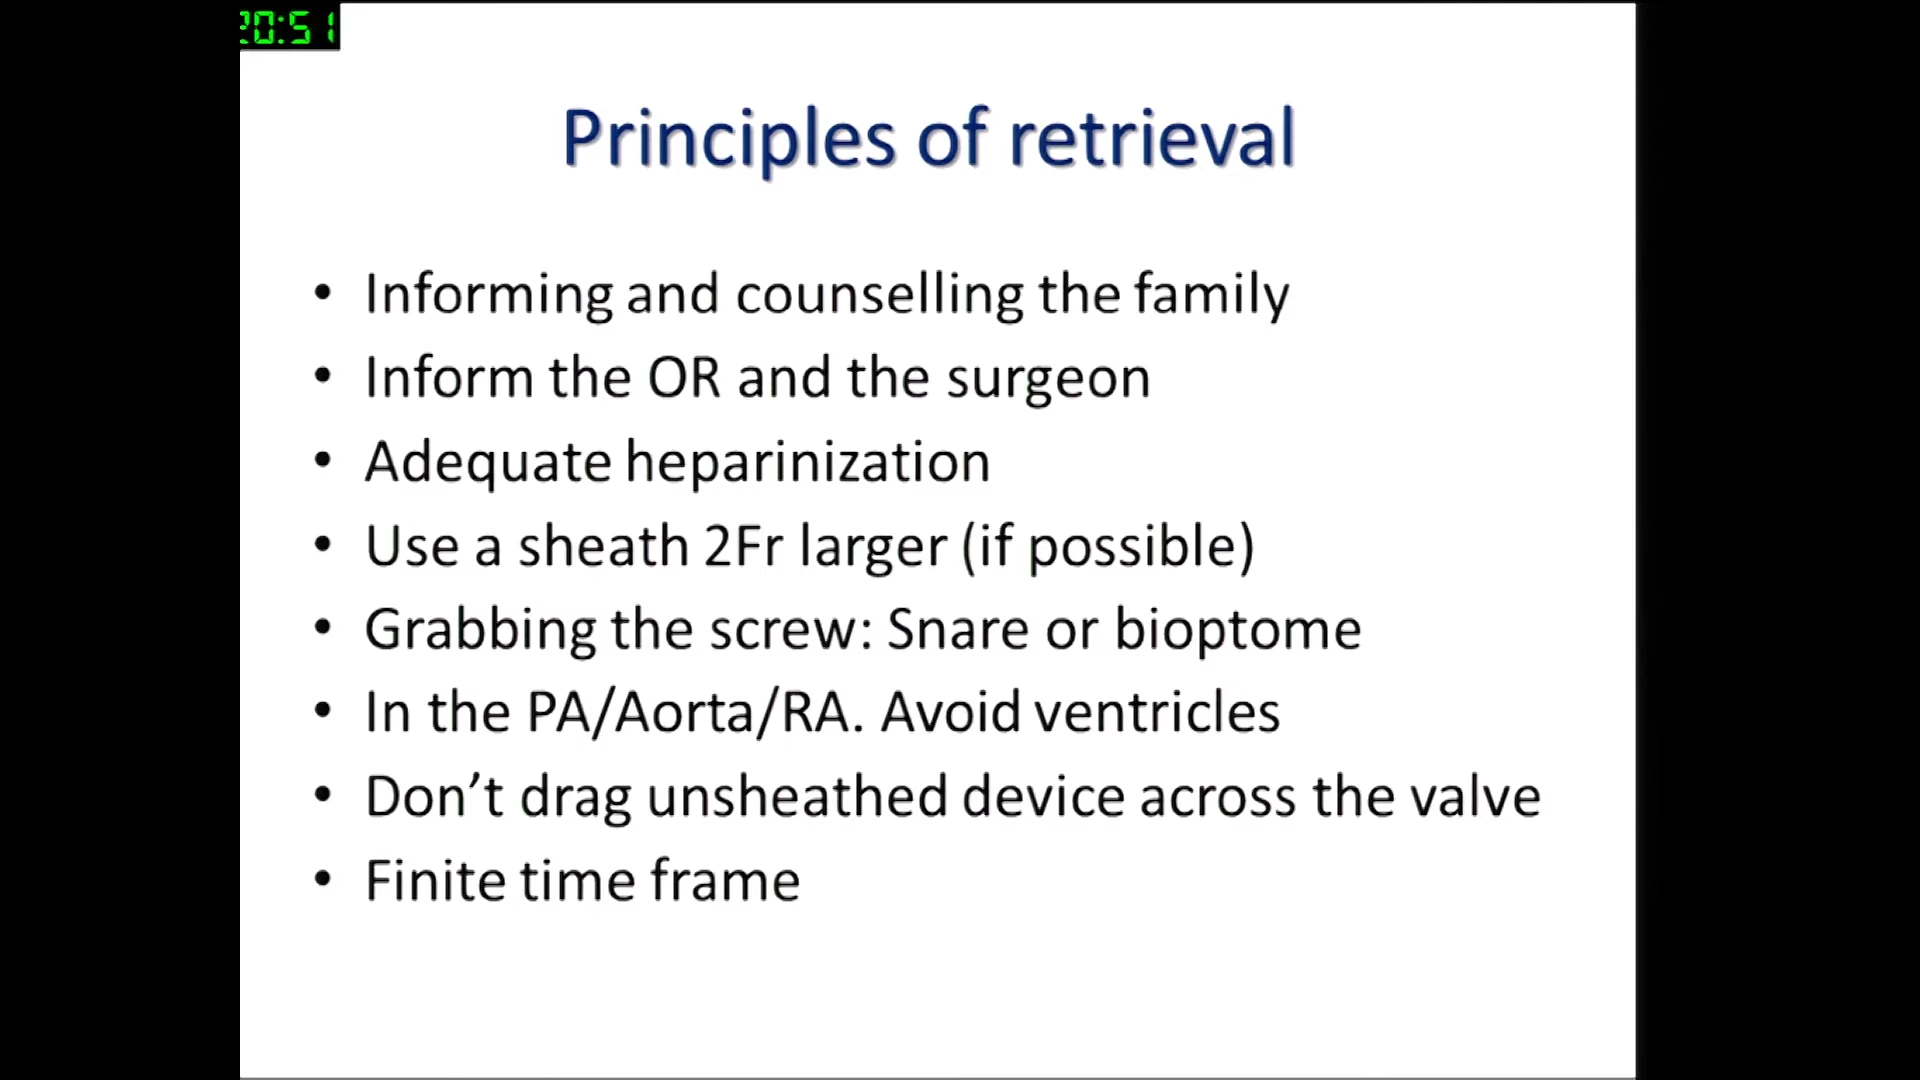 20:51
Principles of retrieval
• Informing and counselling the family
• Inform the OR and the surgeon
• Adequate heparinization
• Use a sheath 2Fr larger (if possible)
• Grabbing the screw: Snare or bioptome
• In the PA/Aorta/RA. Avoid ventricles
• Don’t drag unsheathed device across the valve
• Finite time frame